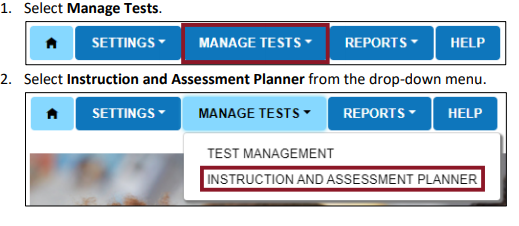 1. Select Manage Tests.
SETTINGS MANAGE TESTS REPORTS HELP
2. Select Instruction and Assessment Planner from the drop-down menu.
SETTINGS MANAGE TESTS REPORTS HELP
TEST MANAGEMENT
INSTRUCTION AND ASSESSMENT PLANNER